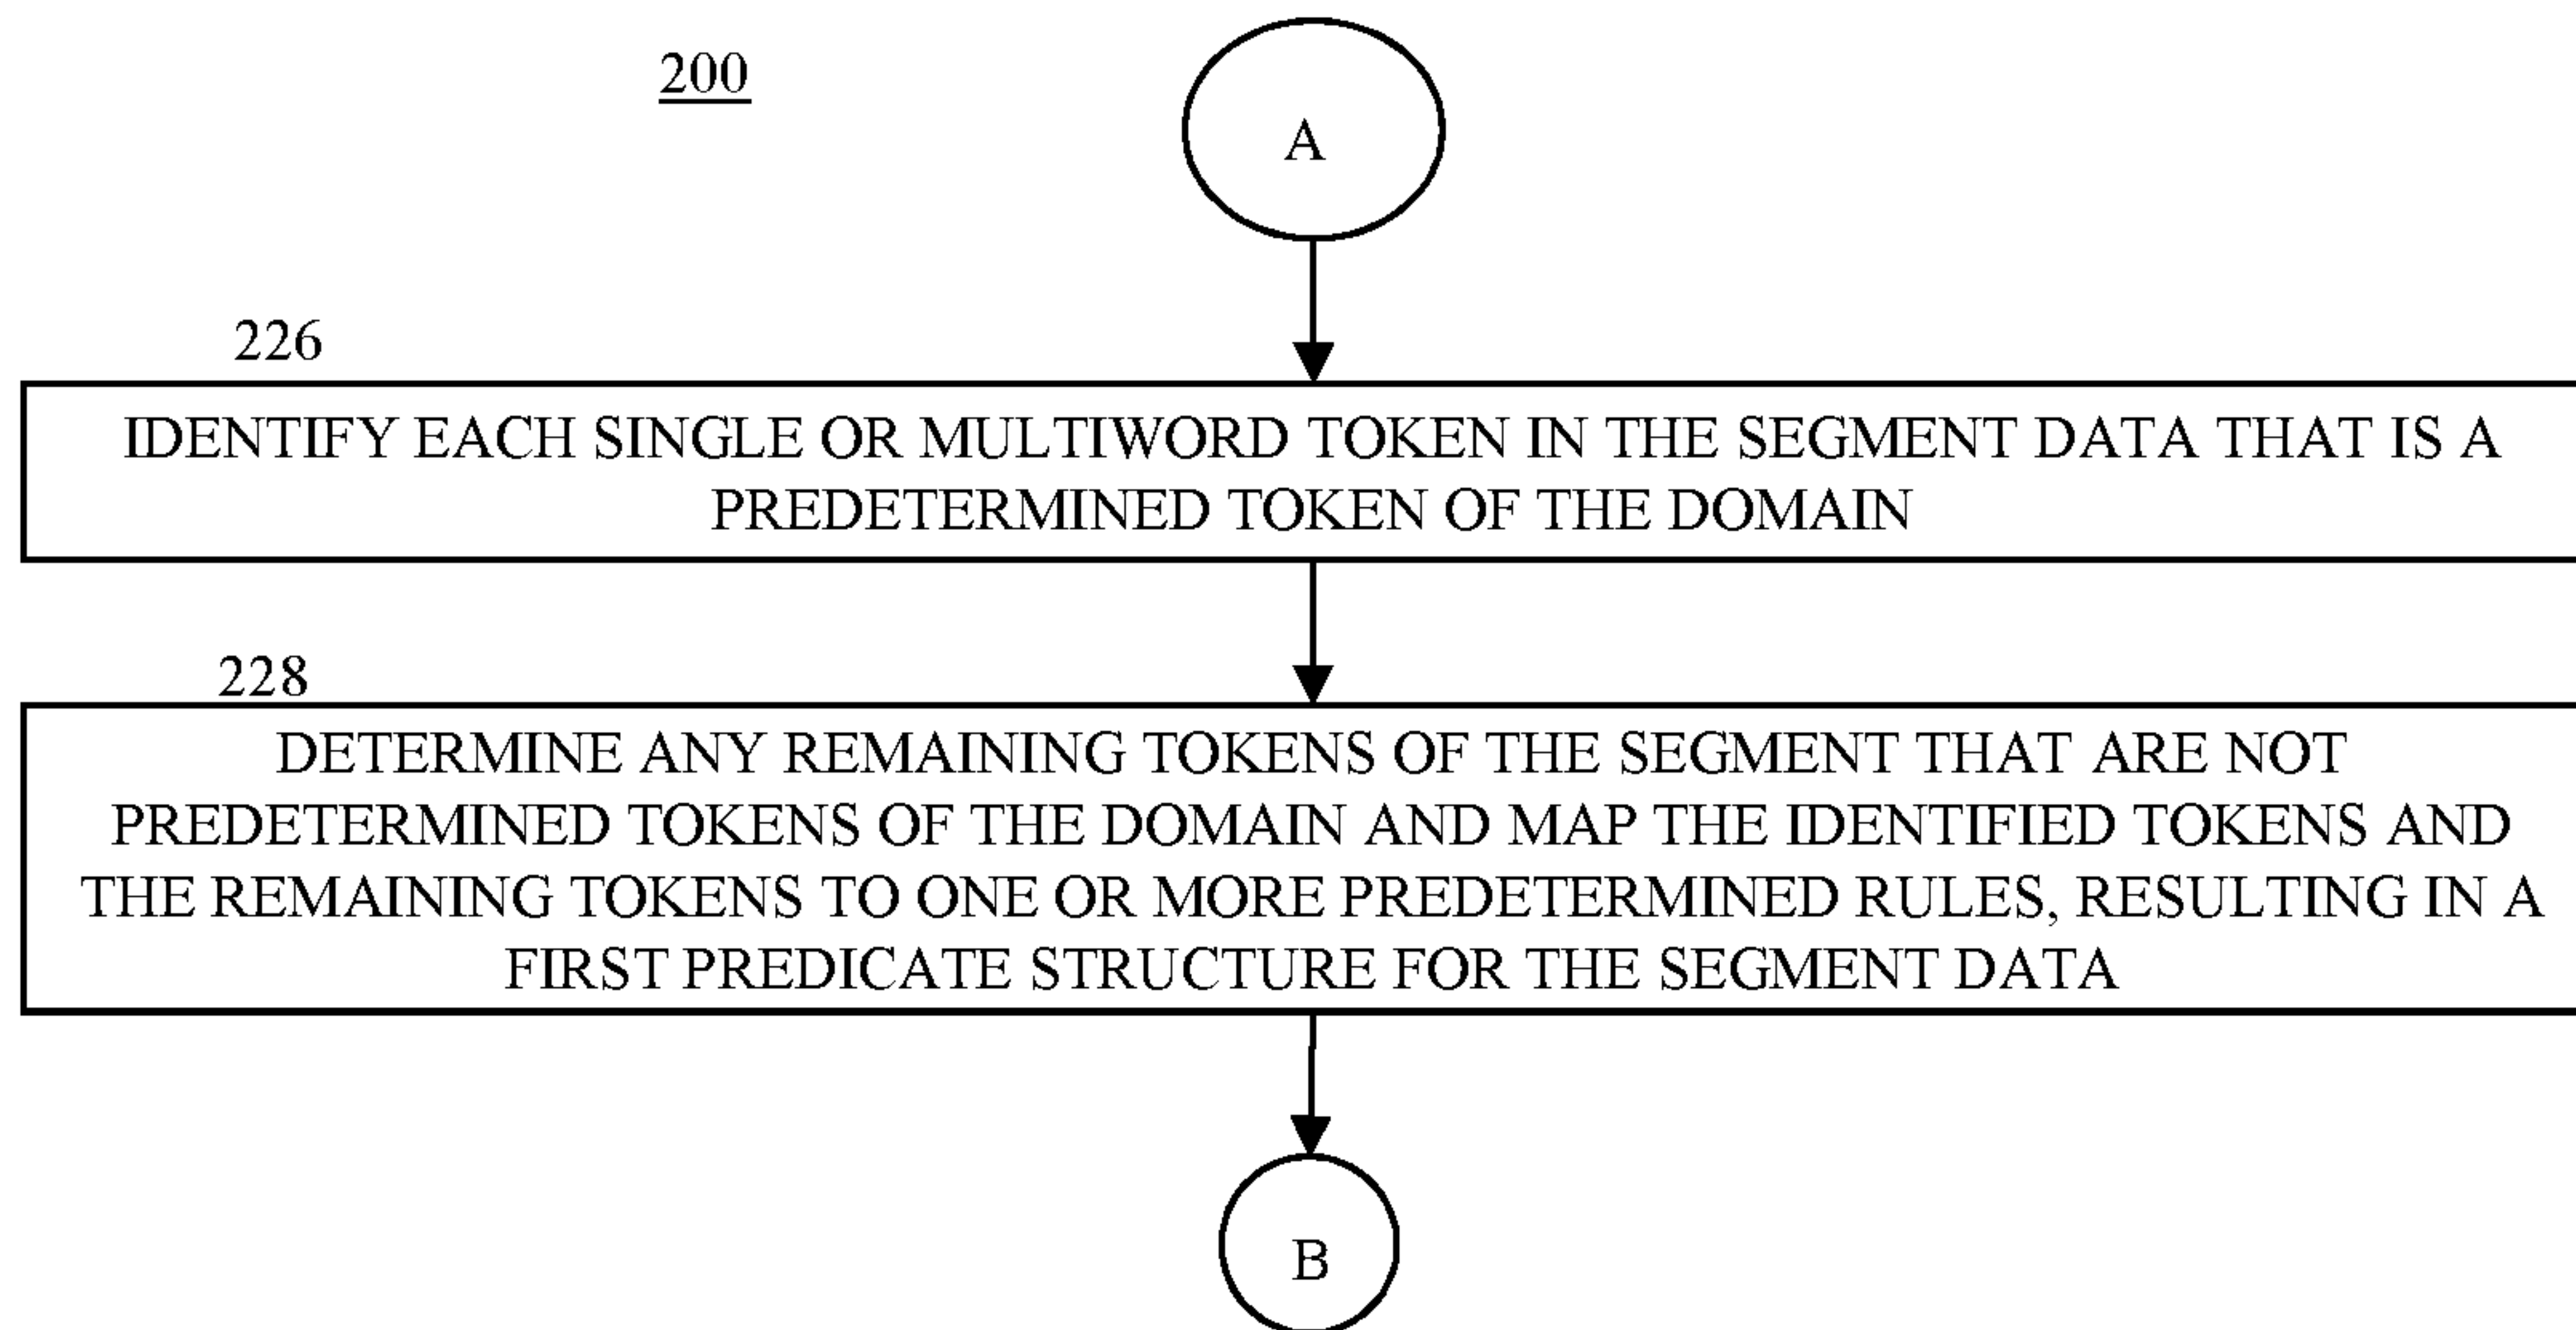 200
A
226
IDENTIFY EACH SINGLE OR MULTIWORD TOKEN IN THE SEGMENT DATA THAT IS A
PREDETERMINED TOKEN OF THE DOMAIN
228
DETERMINE ANY REMAINING TOKENS OF THE SEGMENT THAT ARE NOT
PREDETERMINED TOKENS OF THE DOMAIN AND MAP THE IDENTIFIED TOKENS AND
THE REMAINING TOKENS TO ONE OR MORE PREDETERMINED RULES, RESULTING IN A
FIRST PREDICATE STRUCTURE FOR THE SEGMENT DATA
B